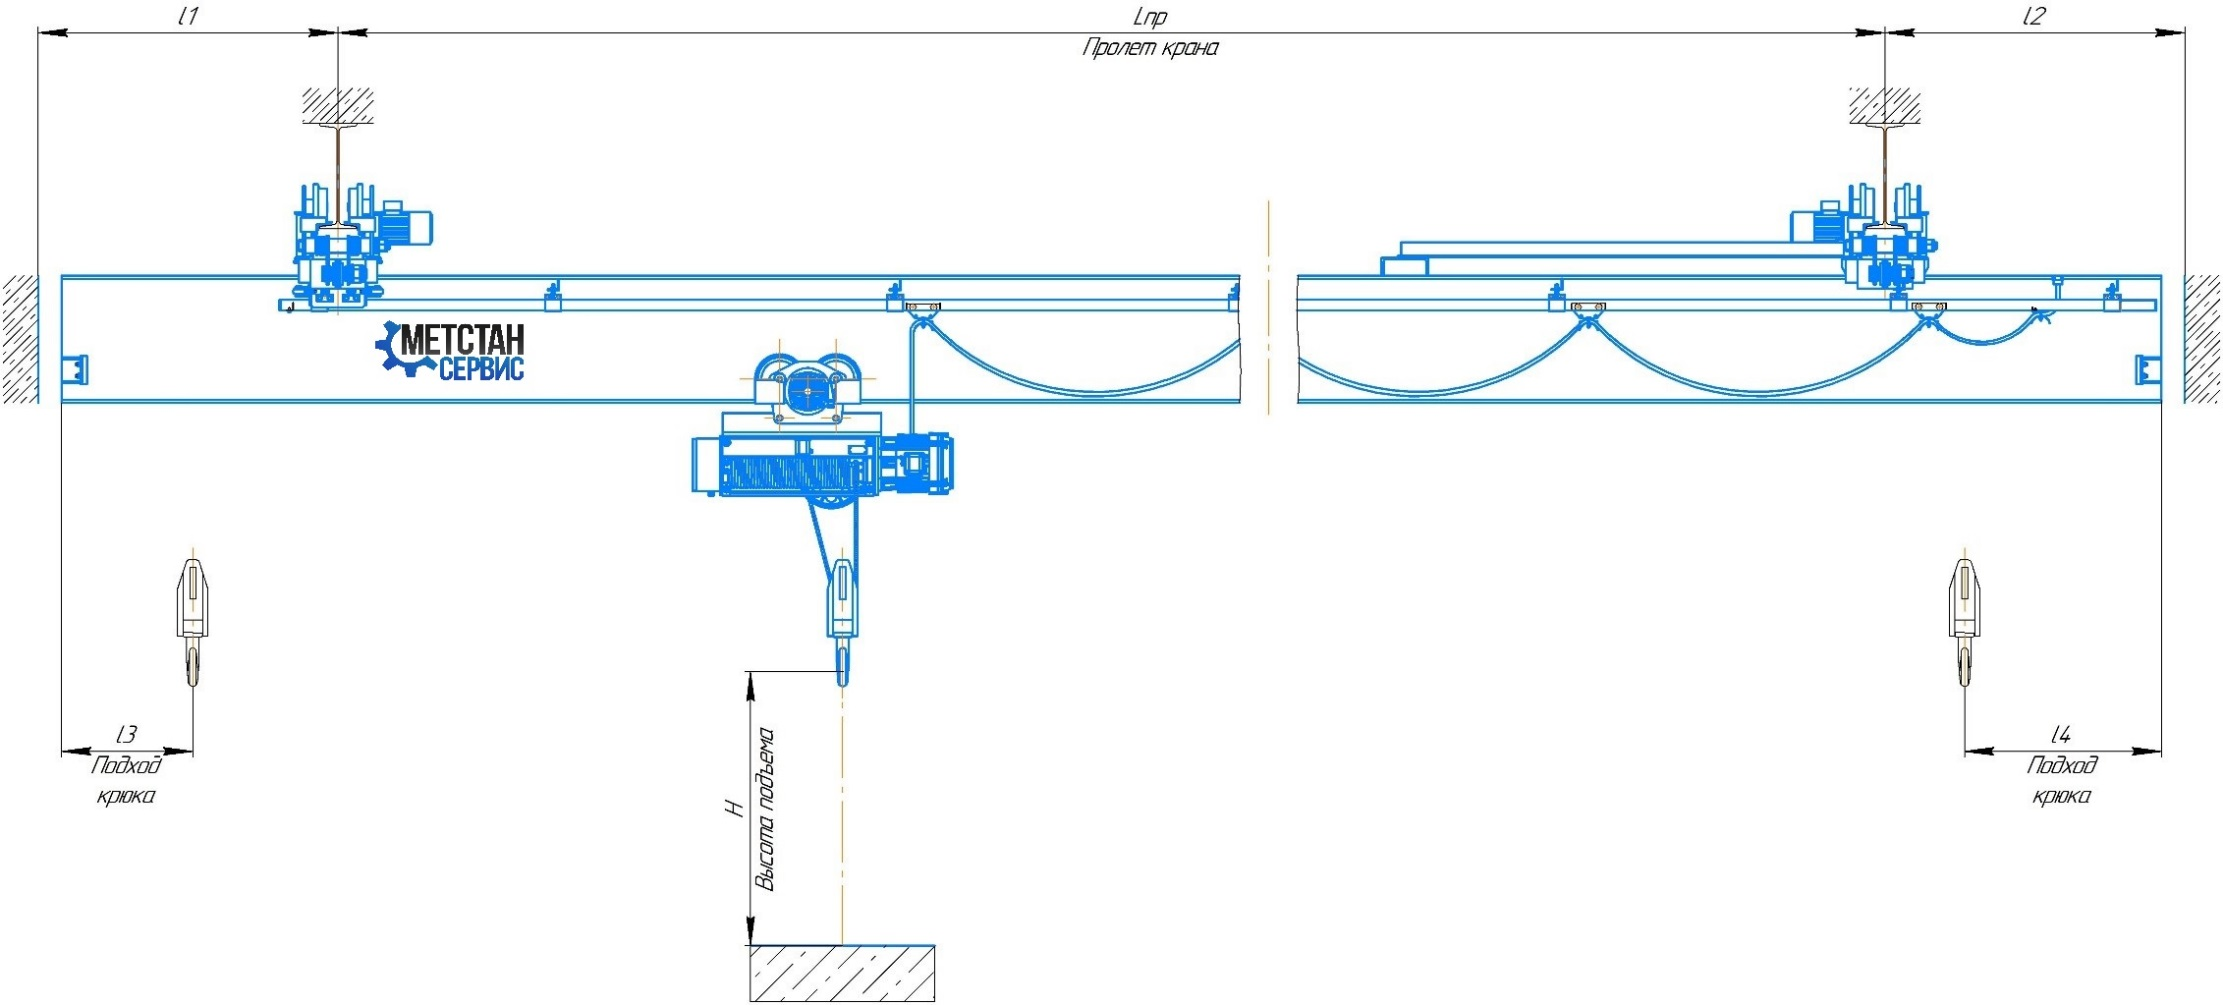 l1
Lпр
l2
Пролет крана
МЕТСТАН
СЕРВИС
l3
l4
Подход
крюка
Подход
крюка
H
Высота подъема